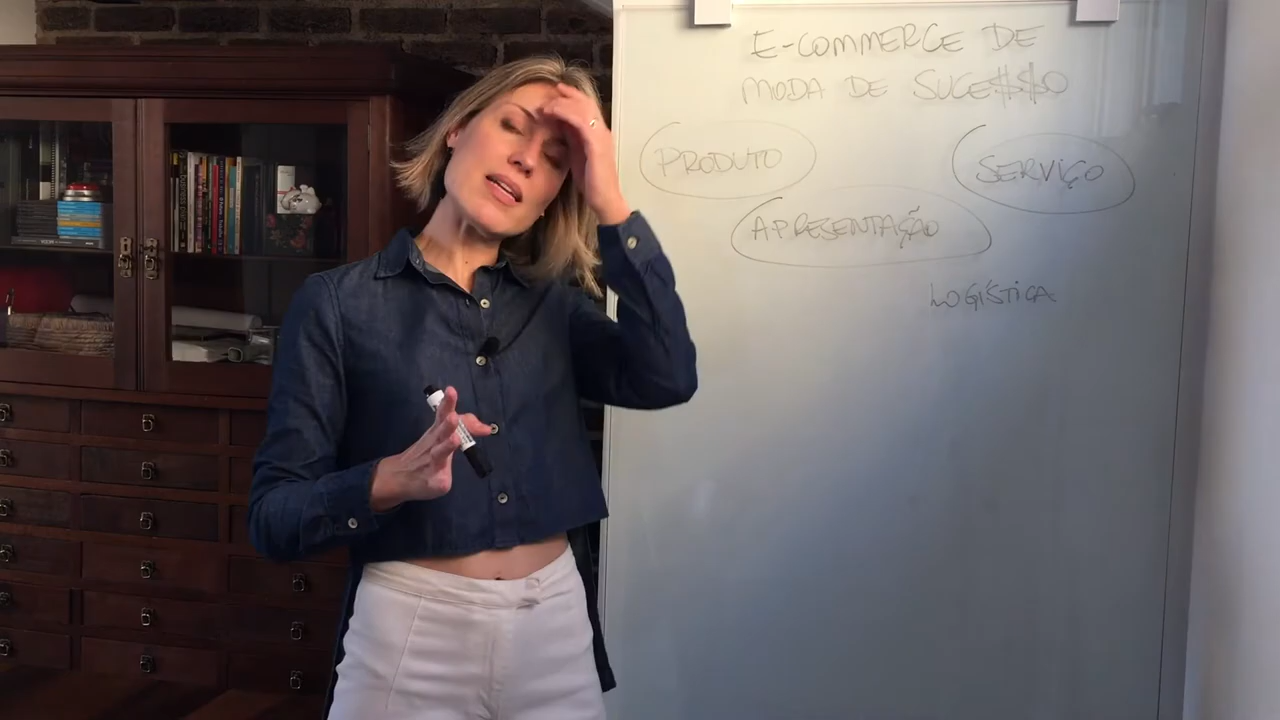 E-COMMERCE DE
MODA DE SUCE$$O
PRODUTO
SERVIÇO
APRESENTAÇÃO
LOGÍSTICA